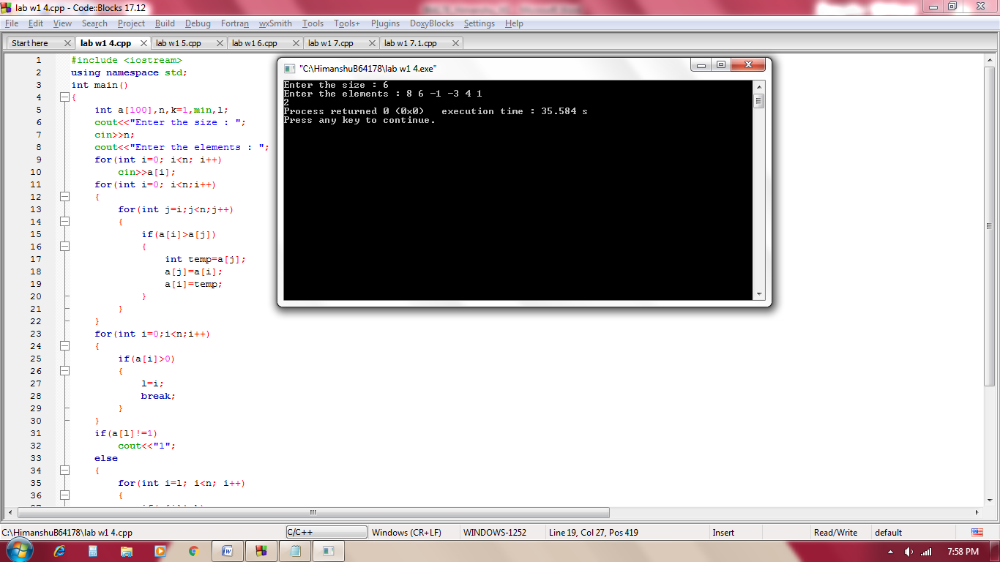 lab w1 4.cpp - Code::Blocks 17.12
File Edit View Search Project Build Debug Fortran wxSmith Tools Tools+ Plugins DoxyBlocks Settings Help
Start here lab w1 4.cpp lab w1 5.cpp lab w1 6.cpp lab w1 7.cpp lab w1 7.1.cpp
1 #include <iostream>
2 using namespace std;
3 int main()
4 {
5 int a[100],n,k=1,min,l;
6 cout<<"Enter the size : ";
7 cin>>n;
8 cout<<"Enter the elements : ";
9 for(int i=0; i<n; i++)
10 cin>>a[i];
11 for(int i=0; i<n;i++)
12 {
13 for(int j=i;j<n;j++)
14 {
15 if(a[i]>a[j])
16 {
17 int temp=a[j];
18 a[j]=a[i];
19 a[i]=temp;
20 }
21 }
22 }
23 for(int i=0;i<n;i++)
24 {
25 if(a[i]>0)
26 {
27 l=i;
28 break;
29 }
30 }
31 if(a[l]!=1)
32 cout<<"1";
33 else
34 {
35 for(int i=l; i<n; i++)
36 {
"C:\HimanshuB64178\lab w1 4.exe"
Enter the size : 6
Enter the elements : 8 6 -1 -3 4 1
2
Process returned 0 (0x0) execution time : 35.584 s
Press any key to continue.
C:\HimanshuB64178\lab w1 4.cpp C/C++ Windows (CR+LF) WINDOWS-1252 Line 19, Col 27, Pos 419 Insert Read/Write default
7:58 PM